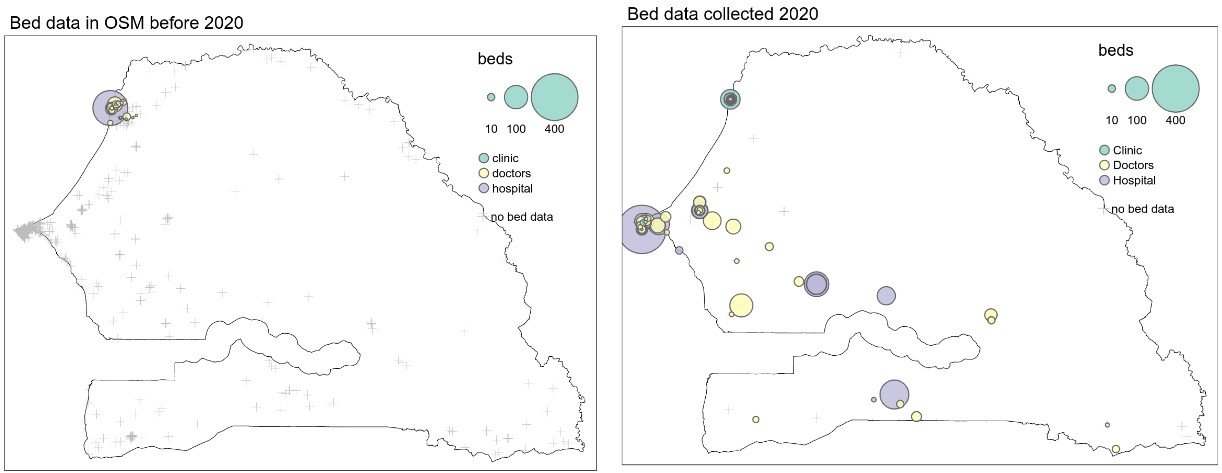 Bed data in OSM before 2020
beds
10 100 400
clinic
doctors
hospital
no bed data
Bed data collected 2020
beds
10 100 400
Clinic
Doctors
Hospital
no bed data